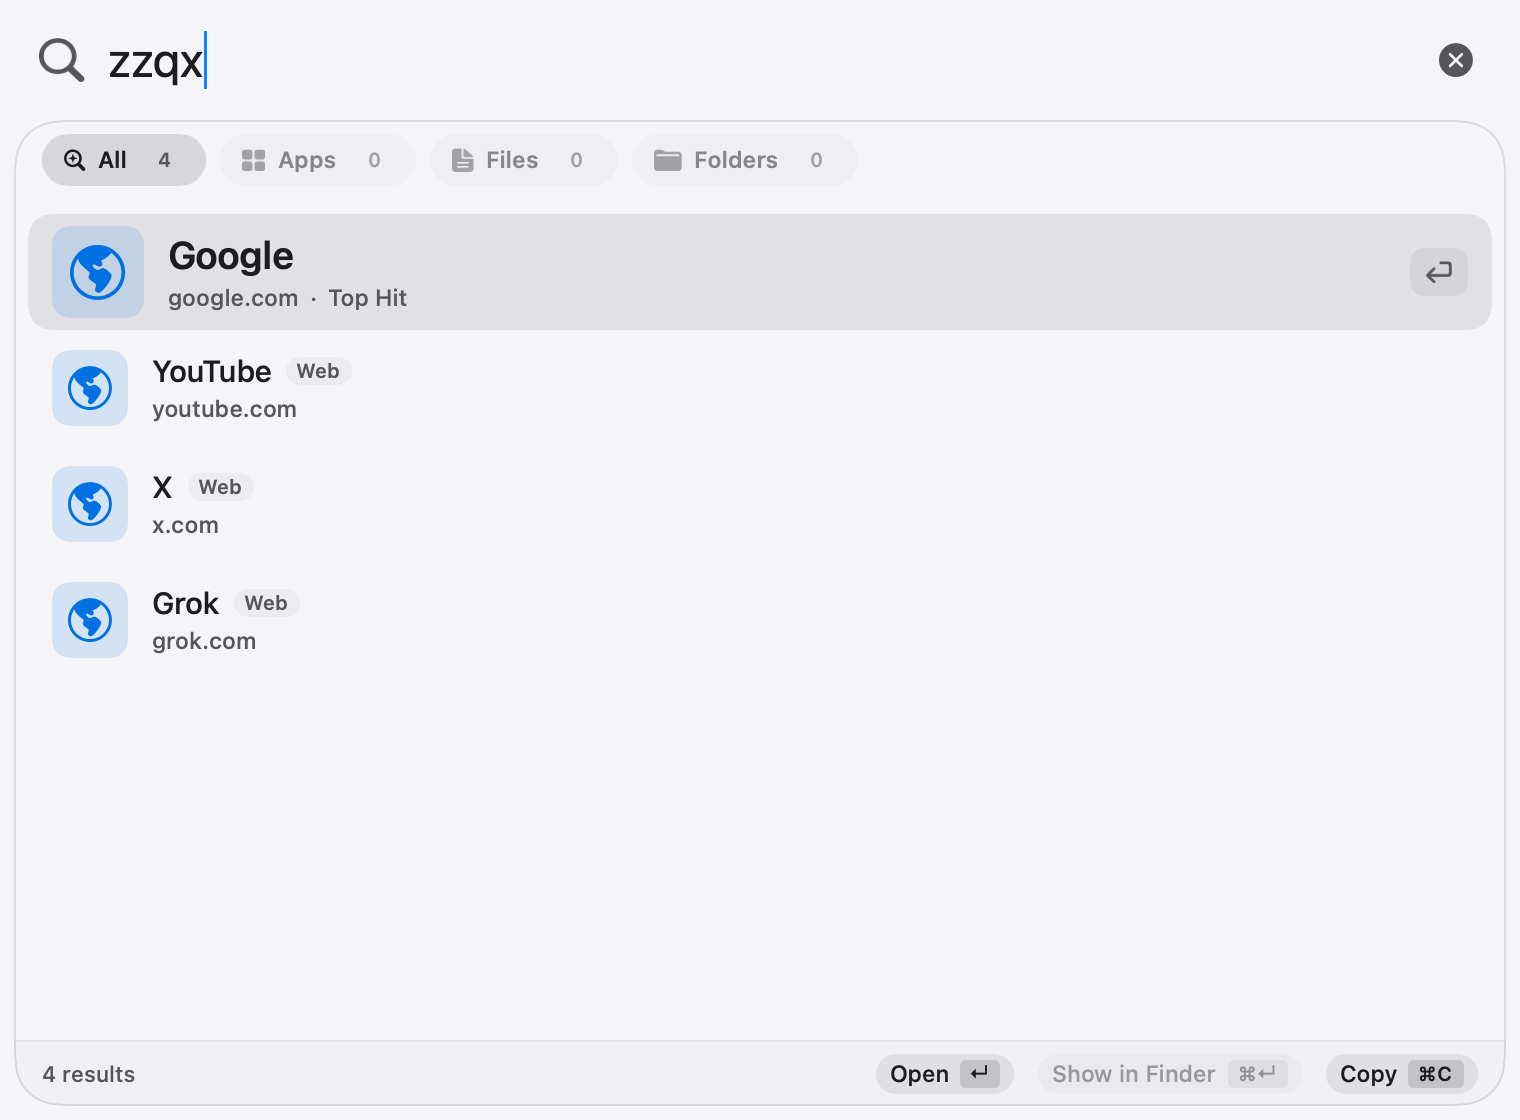 zzqx
All 4 Apps 0 Files 0 Folders 0
Google
google.com · Top Hit
YouTube Web
youtube.com
X Web
x.com
Grok Web
grok.com
4 results Open ↵ Show in Finder ⌘↵ Copy ⌘C